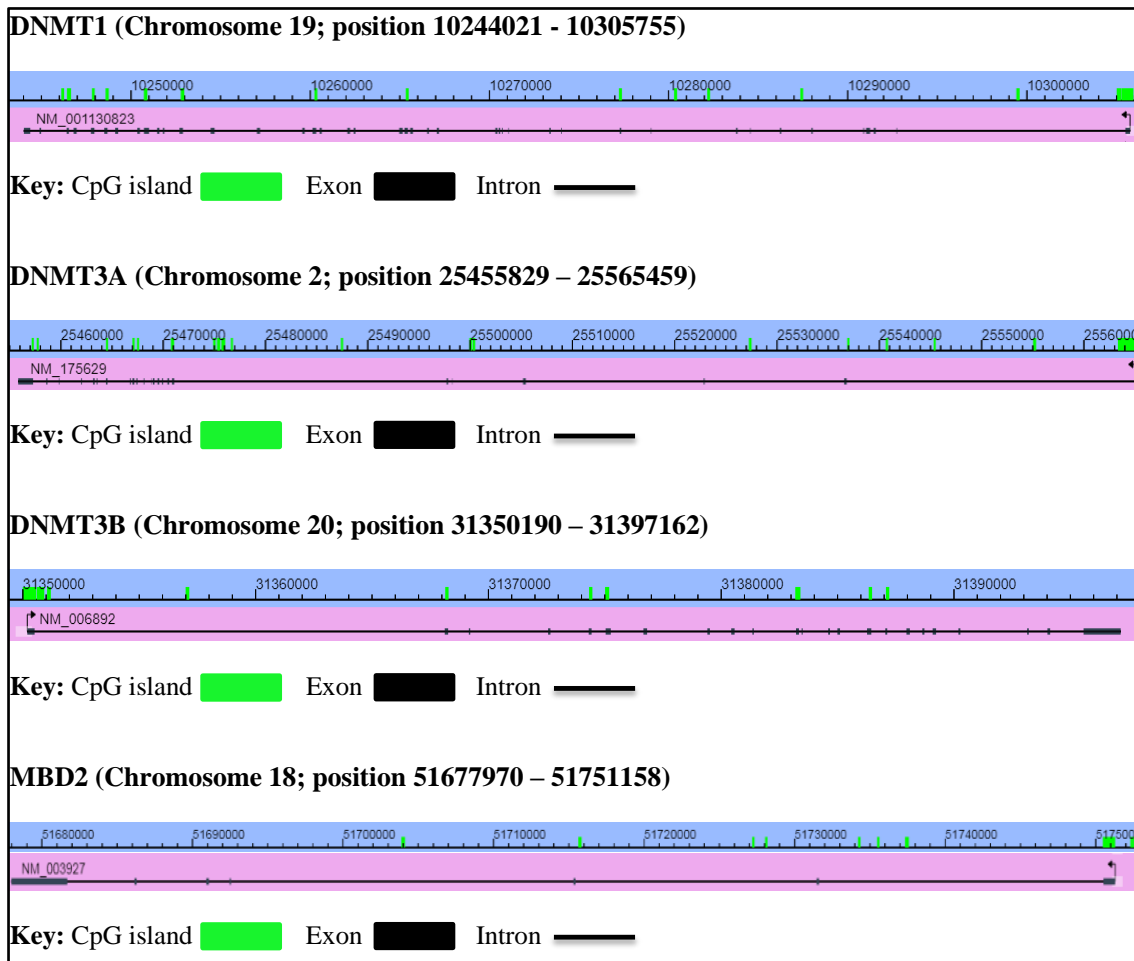 DNMT1 (Chromosome 19; position 10244021 - 10305755)
10250000 10260000 10270000 10280000 10290000 10300000
NM_001130823
Key: CpG island Exon Intron
DNMT3A (Chromosome 2; position 25455829 – 25565459)
25460000 25470000 25480000 25490000 25500000 25510000 25520000 25530000 25540000 25550000 2556000
NM_175629
Key: CpG island Exon Intron
DNMT3B (Chromosome 20; position 31350190 – 31397162)
31350000 31360000 31370000 31380000 31390000
NM_006892
Key: CpG island Exon Intron
MBD2 (Chromosome 18; position 51677970 – 51751158)
51680000 51690000 51700000 51710000 51720000 51730000 51740000 517500
NM_003927
Key: CpG island Exon Intron